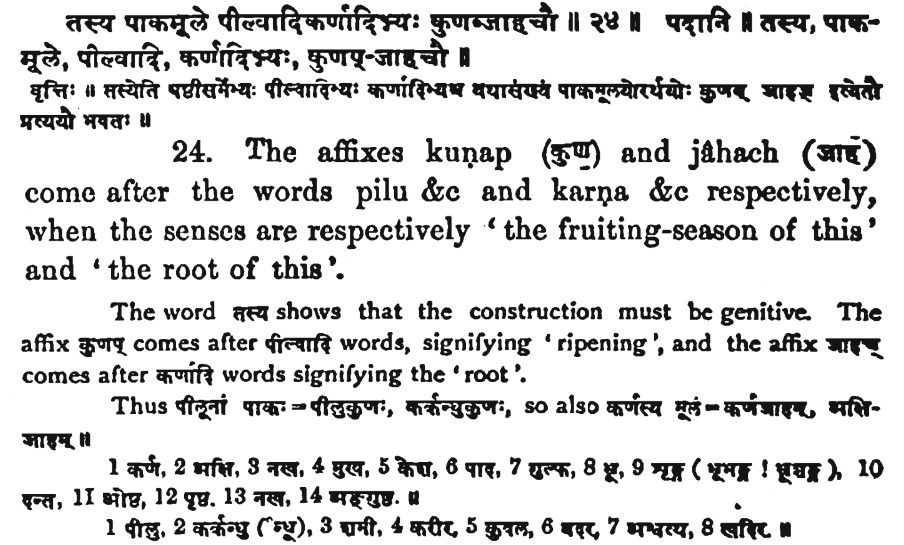 तस्य पाकमूले पील्वादिकर्णादिभ्यः कुणब्जाहचौ ॥ २४ ॥ पदानि ॥ तस्य, पाक-
मूले, पील्वादि, कर्णादिभ्यः, कुणप्-जाहचौ ॥
वृत्तिः ॥ तस्येति षष्ठीसमर्थेभ्यः पील्वादिभ्यः कर्णादिभ्यश्च यथासंख्यं पाकमूलयोरर्थयोः कुणब् जाहच् इत्येतौ
प्रत्ययौ भवतः ॥
24. The affixes kuṇap (कुण) and jâhach (जाहं)
come after the words pilu &c and karṇa &c respectively,
when the senses are respectively ‘ the fruiting-season of this ’
and ‘ the root of this ’.
The word तस्य shows that the construction must be genitive. The
affix कुणप् comes after पील्वादि words, signifying ‘ ripening ’, and the affix जाहच्
comes after कर्णादि words signifying the ‘ root ’.
Thus पीलूनां पाकः=पीलुकुणः, कर्कन्धुकुणः, so also कर्णस्य मूलं=कर्णजाहम्, अक्षि-
जाहम् ॥
1 कर्ण, 2 अक्षि, 3 नख, 4 मुख, 5 केश, 6 पाद, 7 गुल्फ, 8 भ्रू, 9 शृङ्ग ( भ्रूभङ्ग ! भ्रूशङ्ग ), 10
दन्त, 11 ओष्ठ, 12 पृष्ठ. 13 नख, 14 अङ्गुष्ठ. ॥
1 पीलु, 2 कर्कन्धु (°न्धू), 3 शमी, 4 करीर, 5 कुवल, 6 बदर, 7 अश्वत्थ, 8 खदिर. ॥